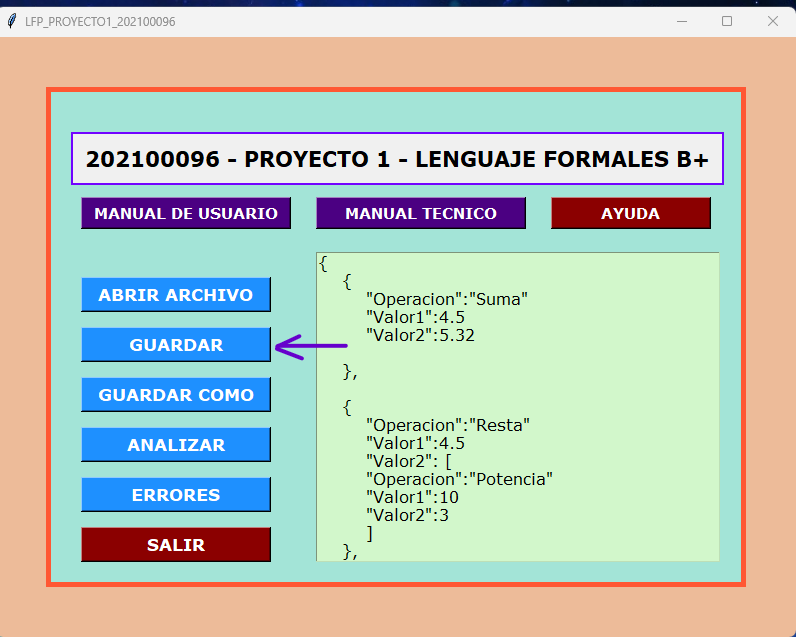 LFP_PROYECTO1_202100096
202100096 - PROYECTO 1 - LENGUAJE FORMALES B+
MANUAL DE USUARIO
MANUAL TECNICO
AYUDA
ABRIR ARCHIVO
GUARDAR
GUARDAR COMO
ANALIZAR
ERRORES
SALIR
{
{
"Operacion":"Suma"
"Valor1":4.5
"Valor2":5.32
},
{
"Operacion":"Resta"
"Valor1":4.5
"Valor2": [
"Operacion":"Potencia"
"Valor1":10
"Valor2":3
]
},